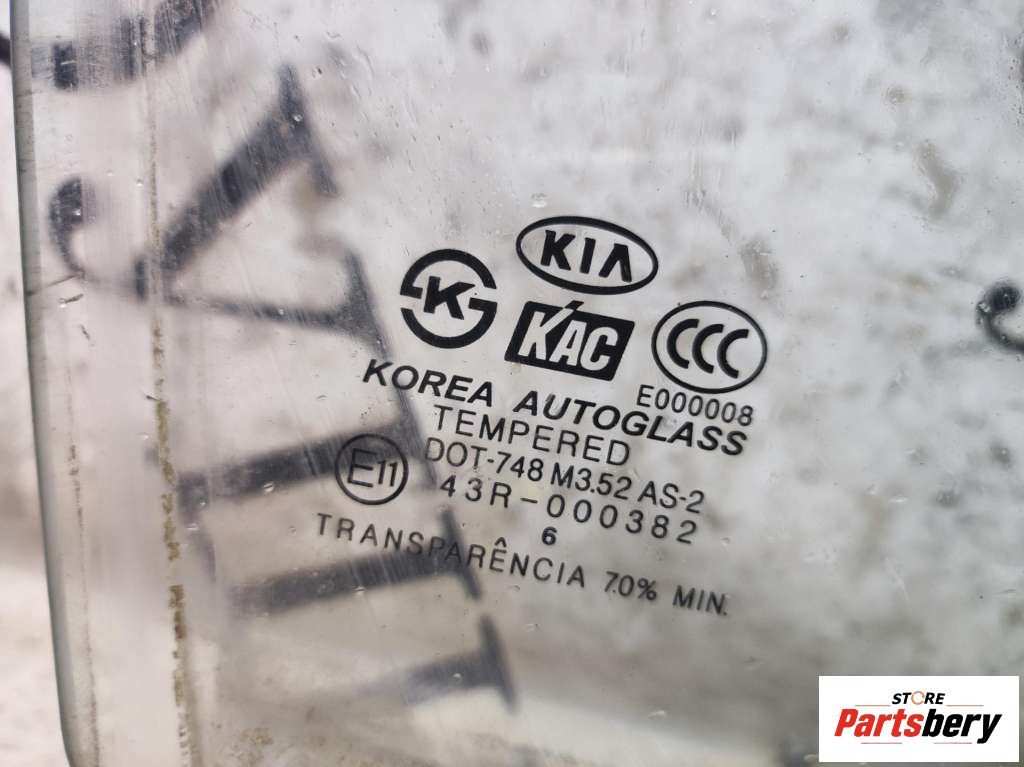 KIA
K
KAC
CCC
E000008
KOREA AUTOGLASS
TEMPERED
DOT-748 M3.52 AS-2
E11
43R-000382
6
TRANSPARÊNCIA 70% MIN.
STORE
Partsbery